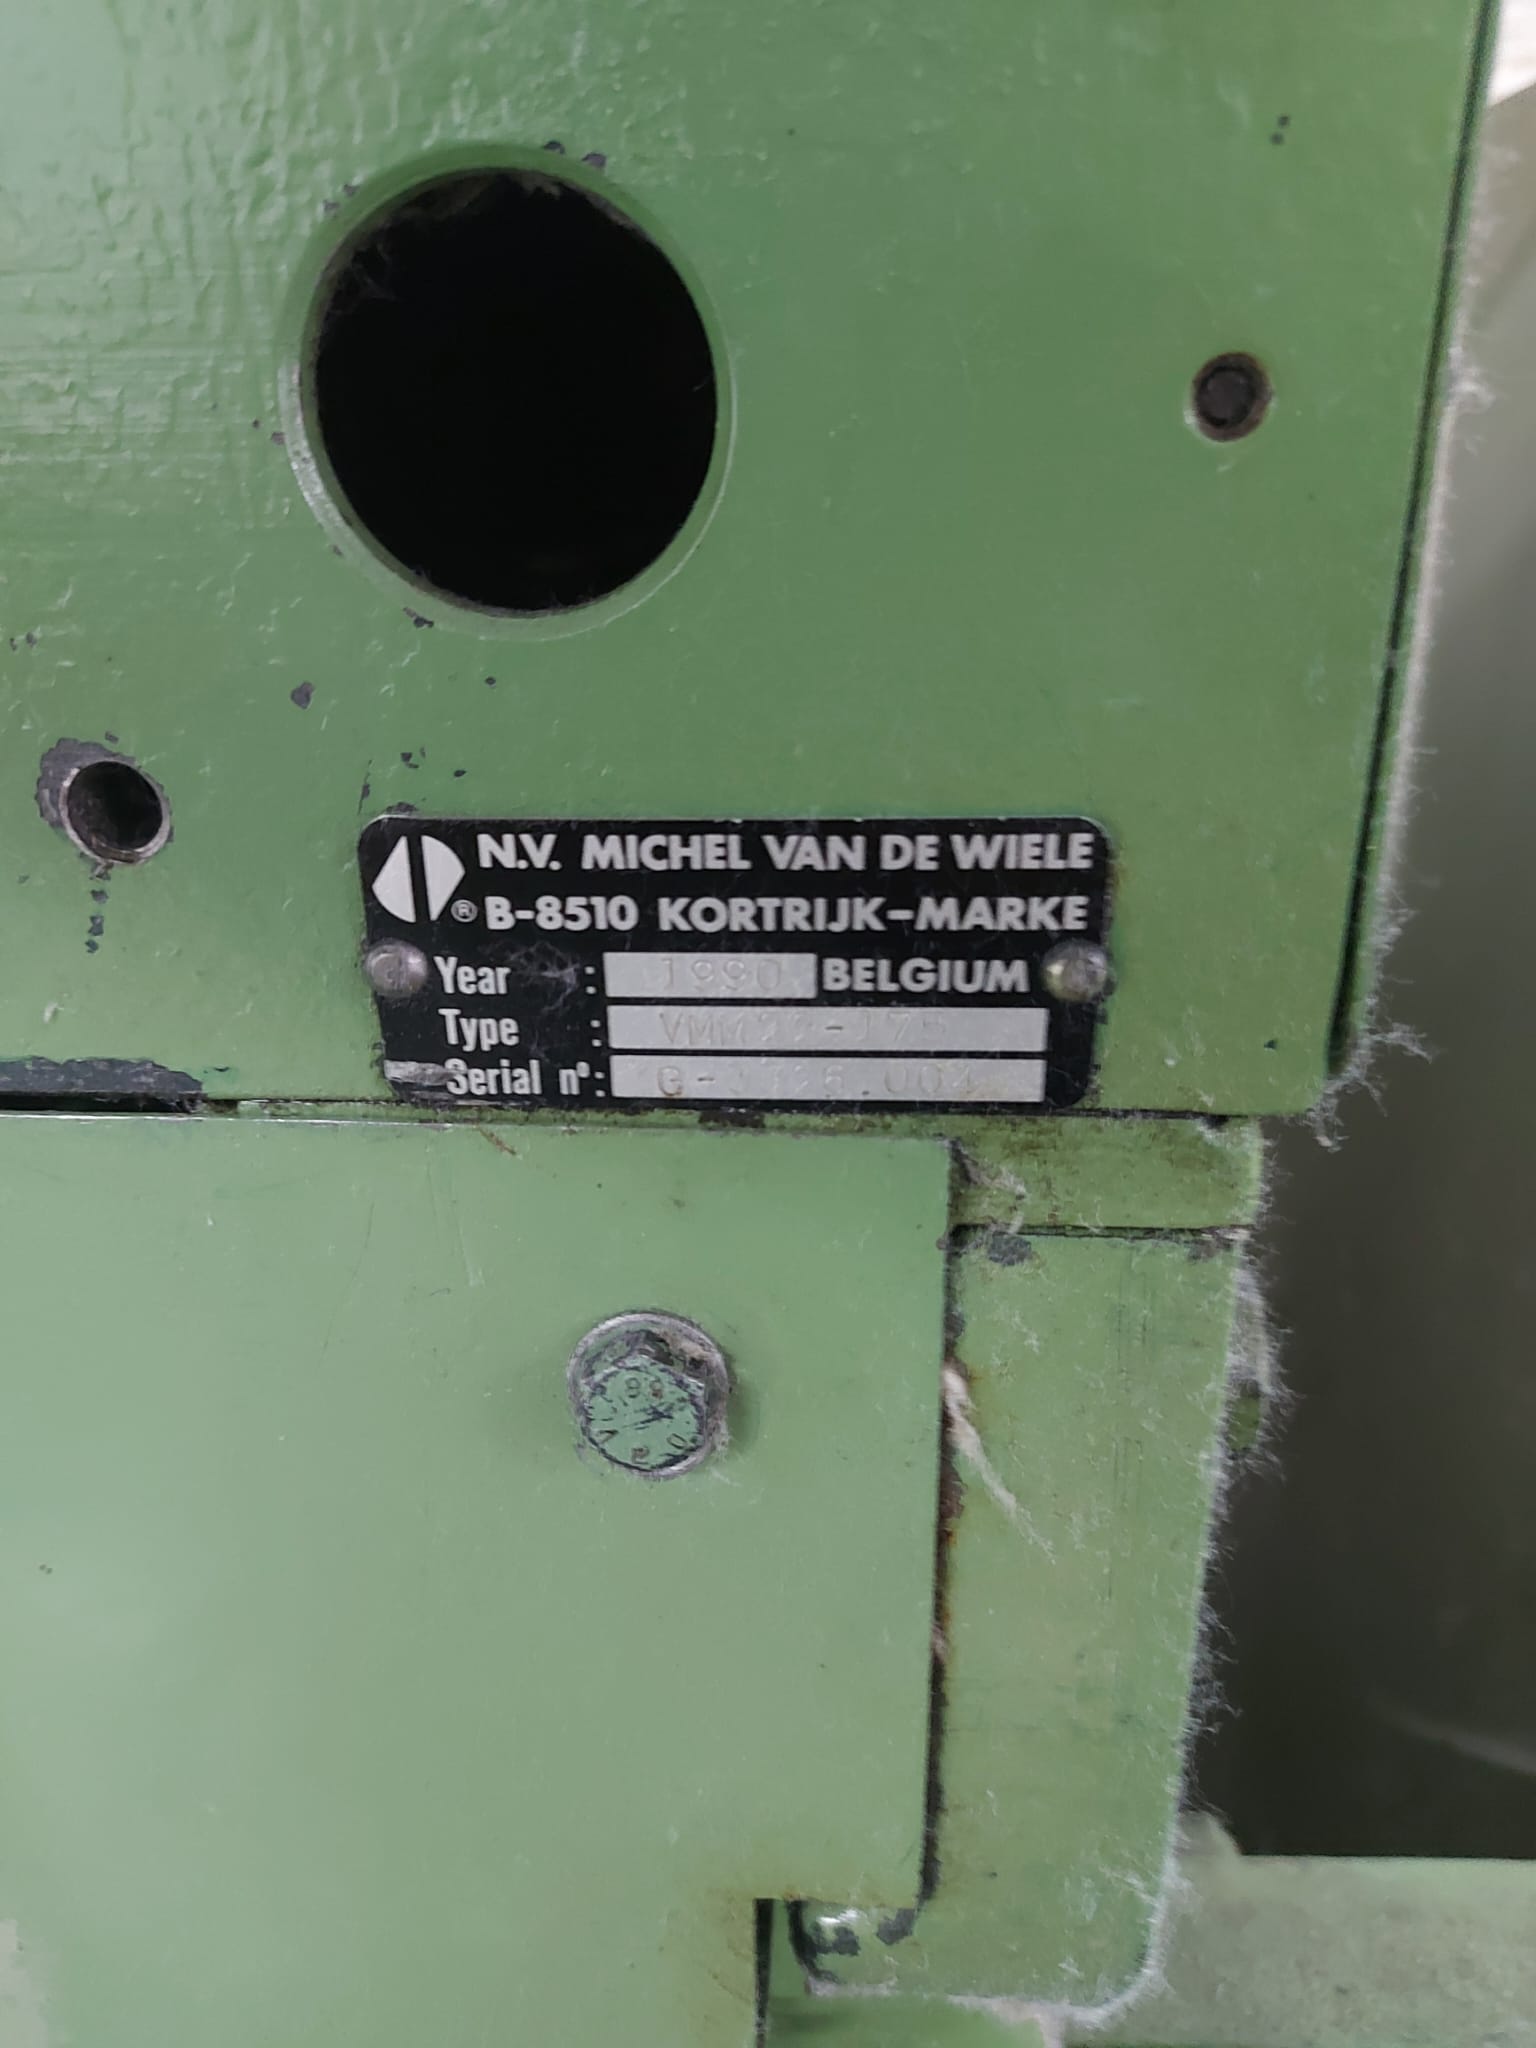 N.V. MICHEL VAN DE WIELE
® B-8510 KORTRIJK-MARKE
Year : 1990 BELGIUM
Type :
Serial n°: